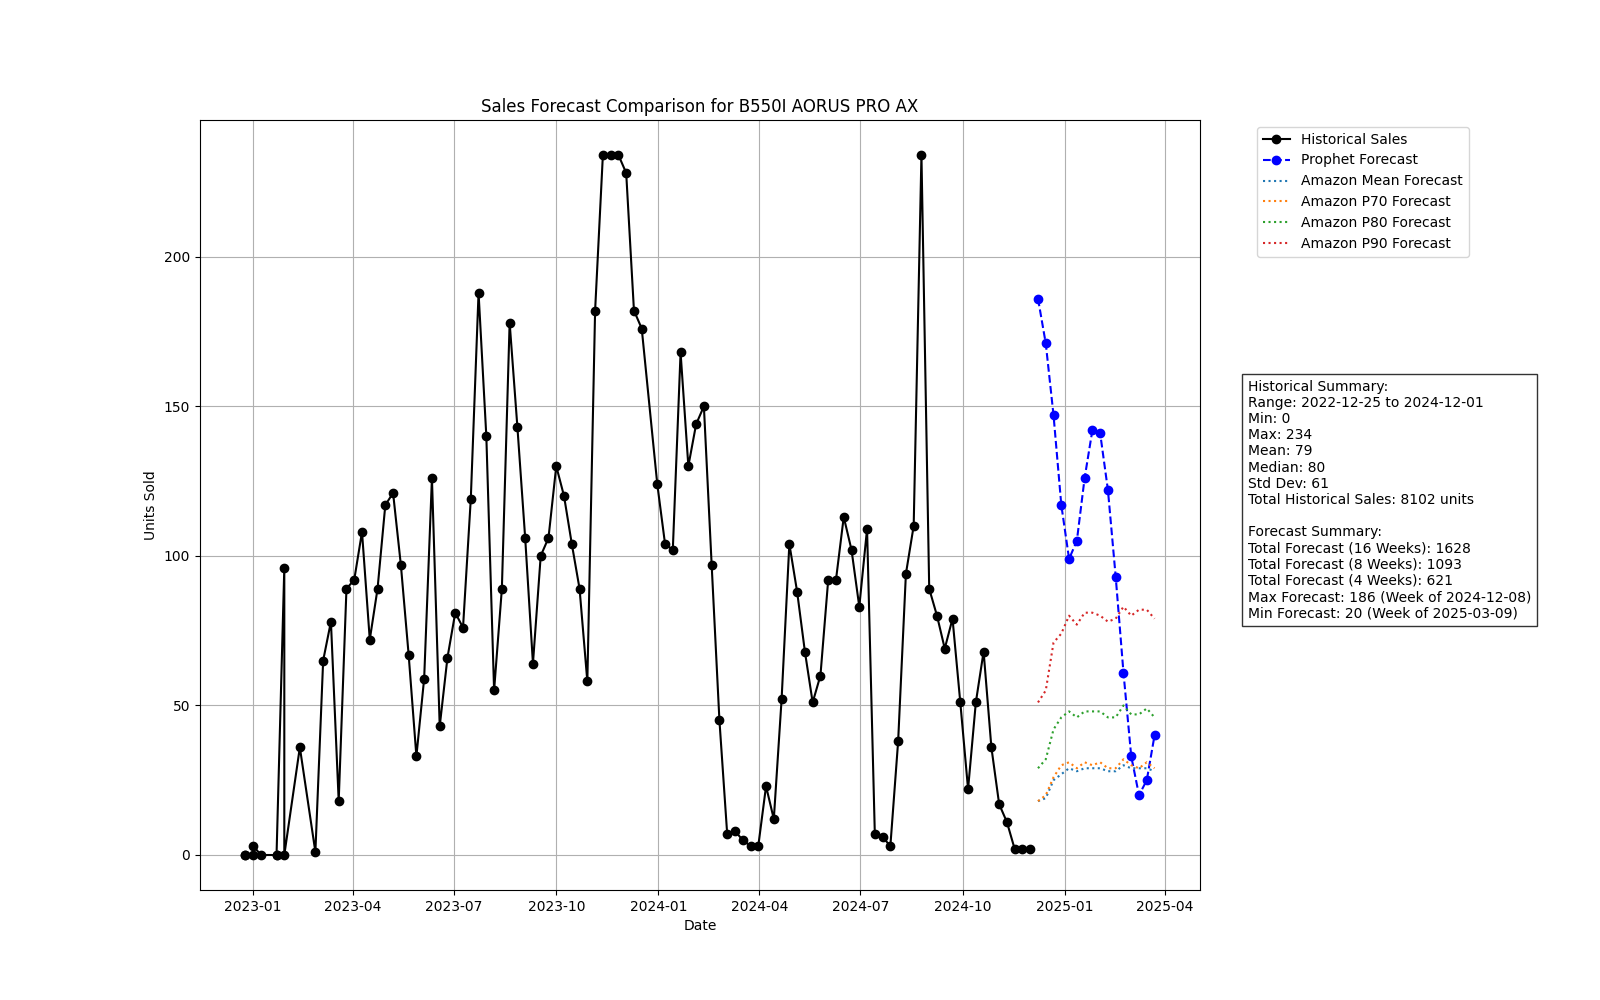 Sales Forecast Comparison for B550I AORUS PRO AX
Historical Sales
Prophet Forecast
Amazon Mean Forecast
Amazon P70 Forecast
Amazon P80 Forecast
Amazon P90 Forecast
200
150
100
50
0
Units Sold
Historical Summary:
Range: 2022-12-25 to 2024-12-01
Min: 0
Max: 234
Mean: 79
Median: 80
Std Dev: 61
Total Historical Sales: 8102 units
Forecast Summary:
Total Forecast (16 Weeks): 1628
Total Forecast (8 Weeks): 1093
Total Forecast (4 Weeks): 621
Max Forecast: 186 (Week of 2024-12-08)
Min Forecast: 20 (Week of 2025-03-09)
2023-01 2023-04 2023-07 2023-10 2024-01 2024-04 2024-07 2024-10 2025-01 2025-04
Date